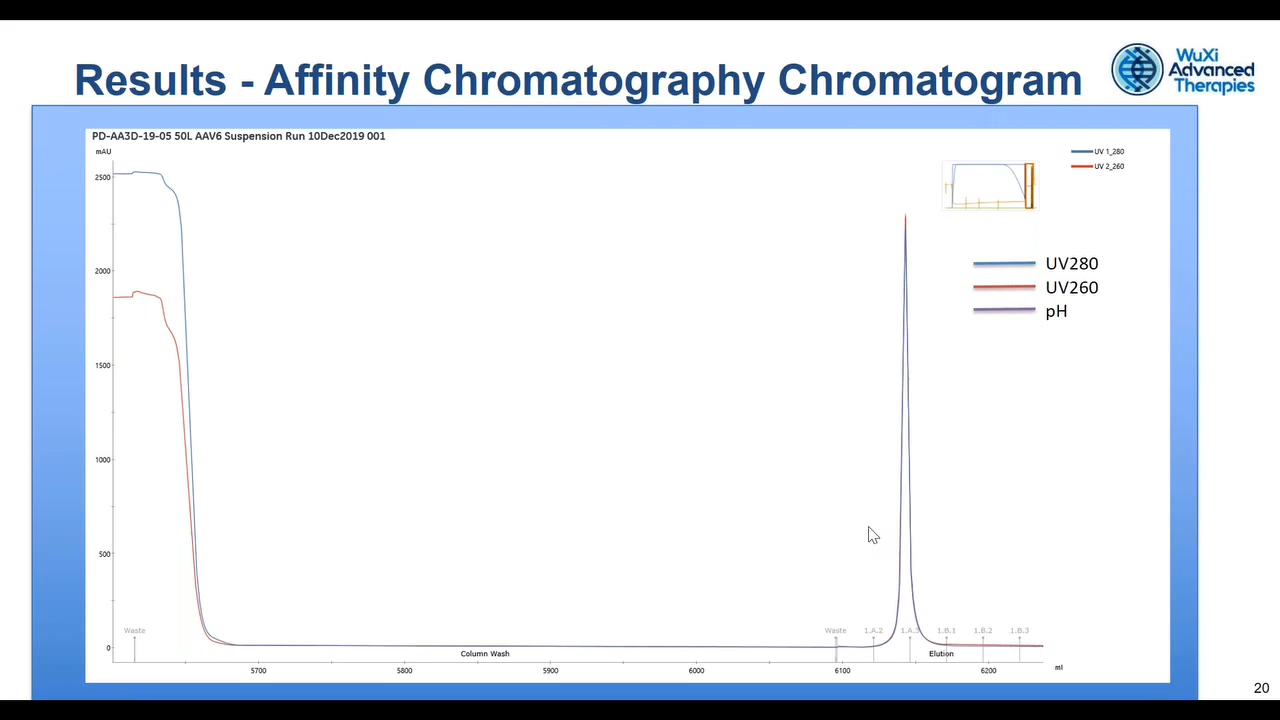 Results - Affinity Chromatography Chromatogram
WuXi
Advanced
Therapies
PD-AA3D-19-05 50L AAV6 Suspension Run 10Dec2019 001
mAU
UV 1_280
UV 2_260
2500
2000
1500
1000
500
0
UV280
UV260
pH
Waste
Waste
1.A.2
1.A.3
1.B.1
1.B.2
1.B.3
Column Wash
Elution
5700
5800
5900
6000
6100
6200
ml
20